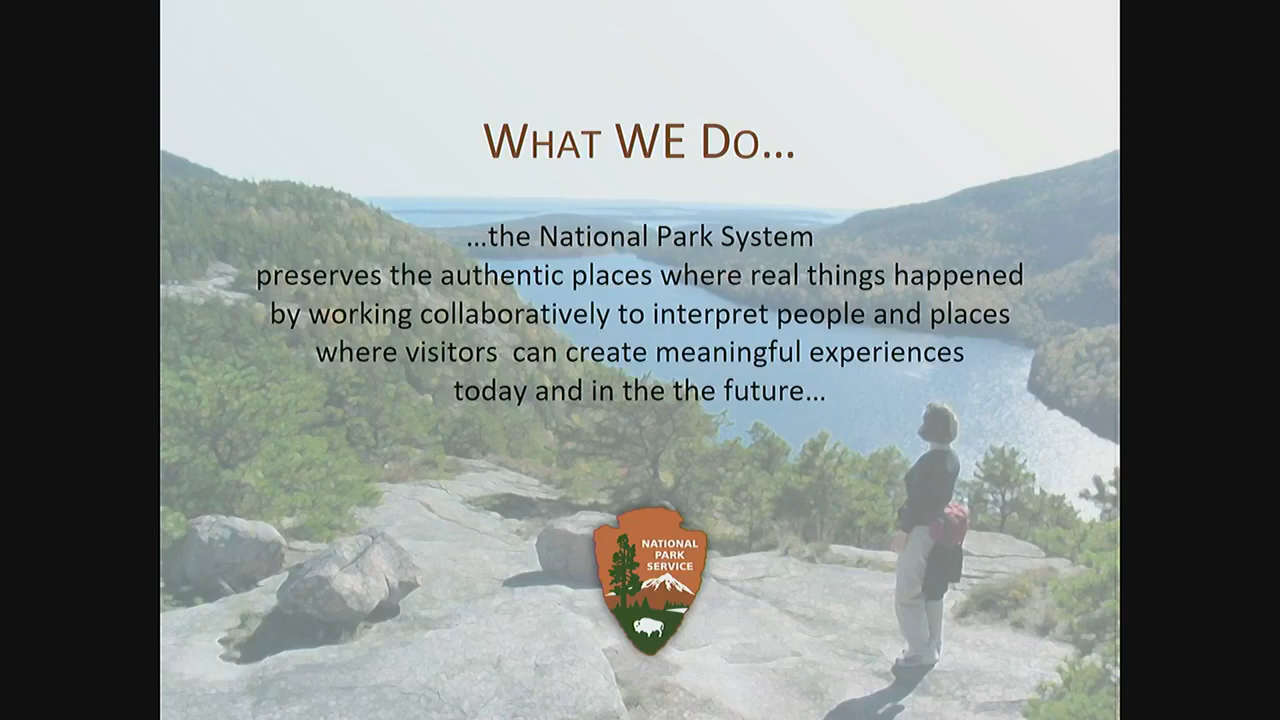 WHAT WE DO...
...the National Park System
preserves the authentic places where real things happened
by working collaboratively to interpret people and places
where visitors  can create meaningful experiences
today and in the the future...
NATIONAL
PARK
SERVICE